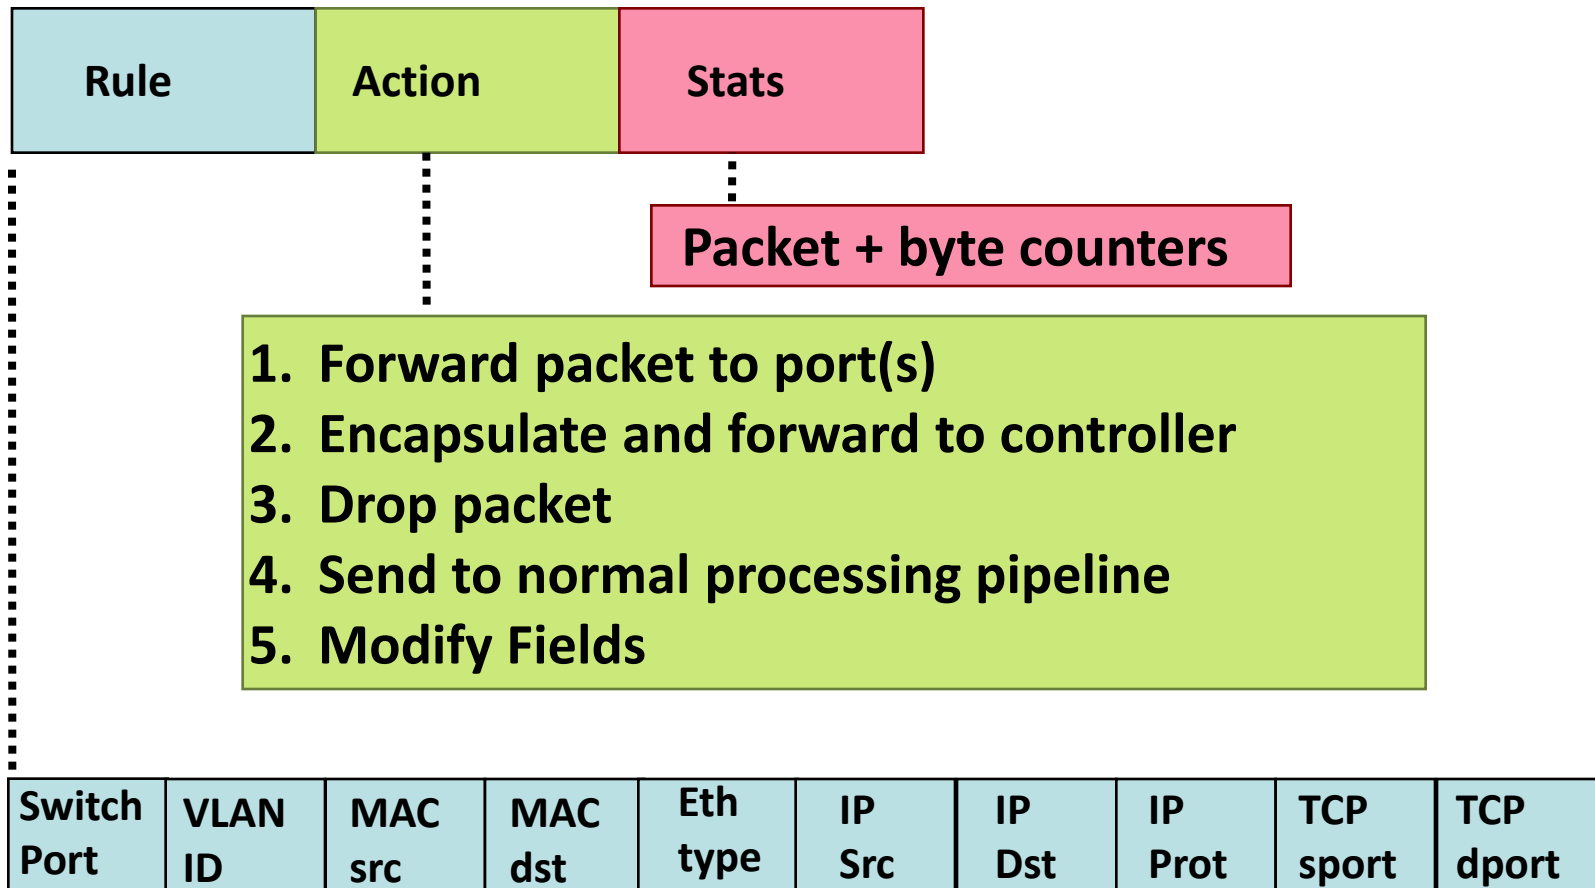 Rule Action Stats
Packet + byte counters
1. Forward packet to port(s)
2. Encapsulate and forward to controller
3. Drop packet
4. Send to normal processing pipeline
5. Modify Fields
Switch Port
VLAN ID
MAC src
MAC dst
Eth type
IP Src
IP Dst
IP Prot
TCP sport
TCP dport